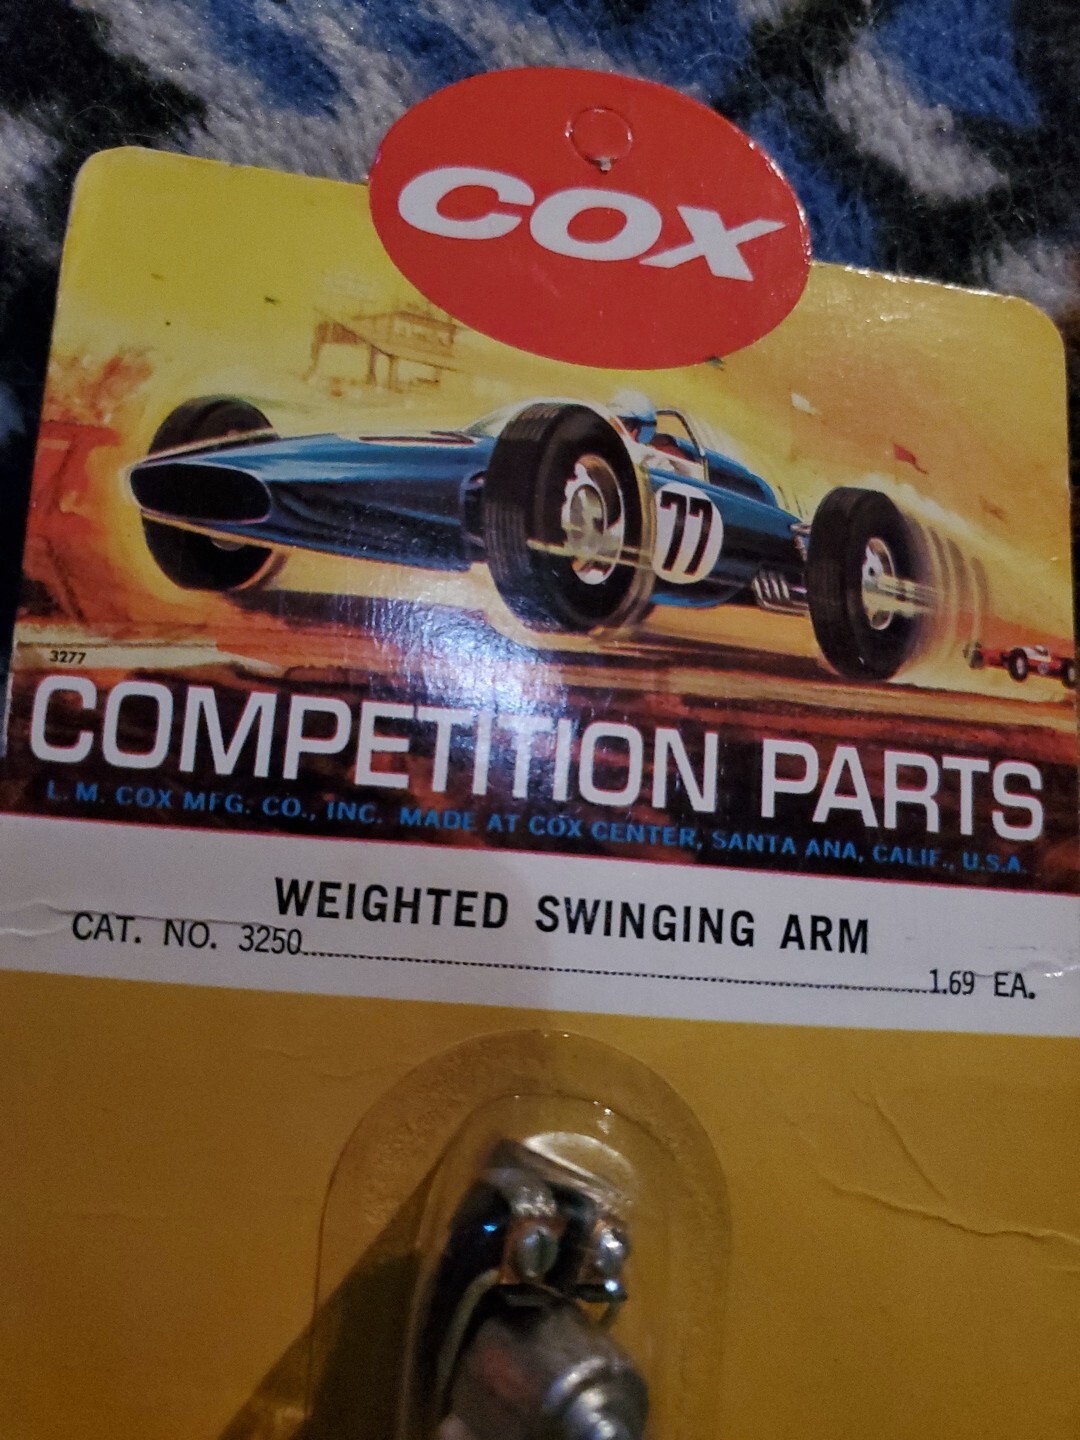 COX
77
3277
COMPETITION PARTS
L. M. COX MFG. CO., INC. MADE AT COX CENTER, SANTA ANA, CALIF., U.S.A.
WEIGHTED SWINGING ARM
CAT. NO. 3250........................1.69 EA.